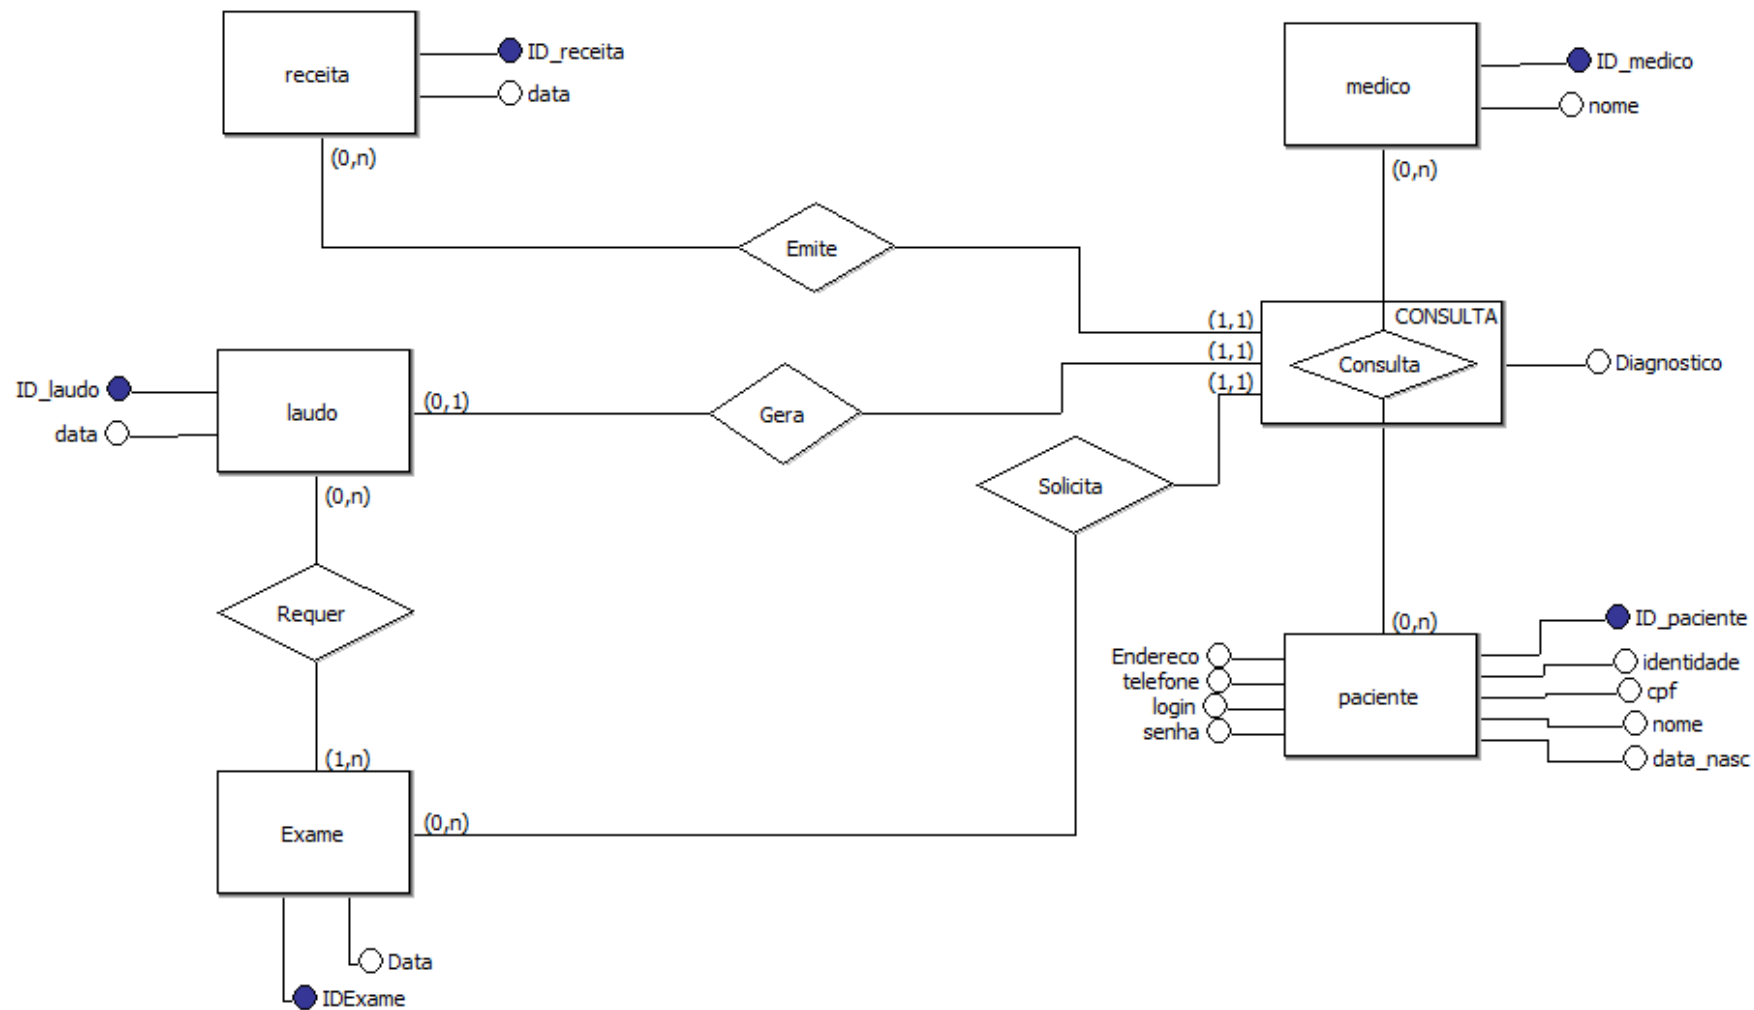 receita
ID_receita
data
(0,n)
medico
ID_medico
nome
(0,n)
Emite
(1,1)
(1,1)
(1,1)
CONSULTA
Consulta
Diagnostico
ID_laudo
data
laudo
(0,1)
(0,n)
Gera
Solicita
Requer
(1,n)
Exame
(0,n)
Data
IDExame
(0,n)
Endereco
telefone
login
senha
paciente
ID_paciente
identidade
cpf
nome
data_nasc